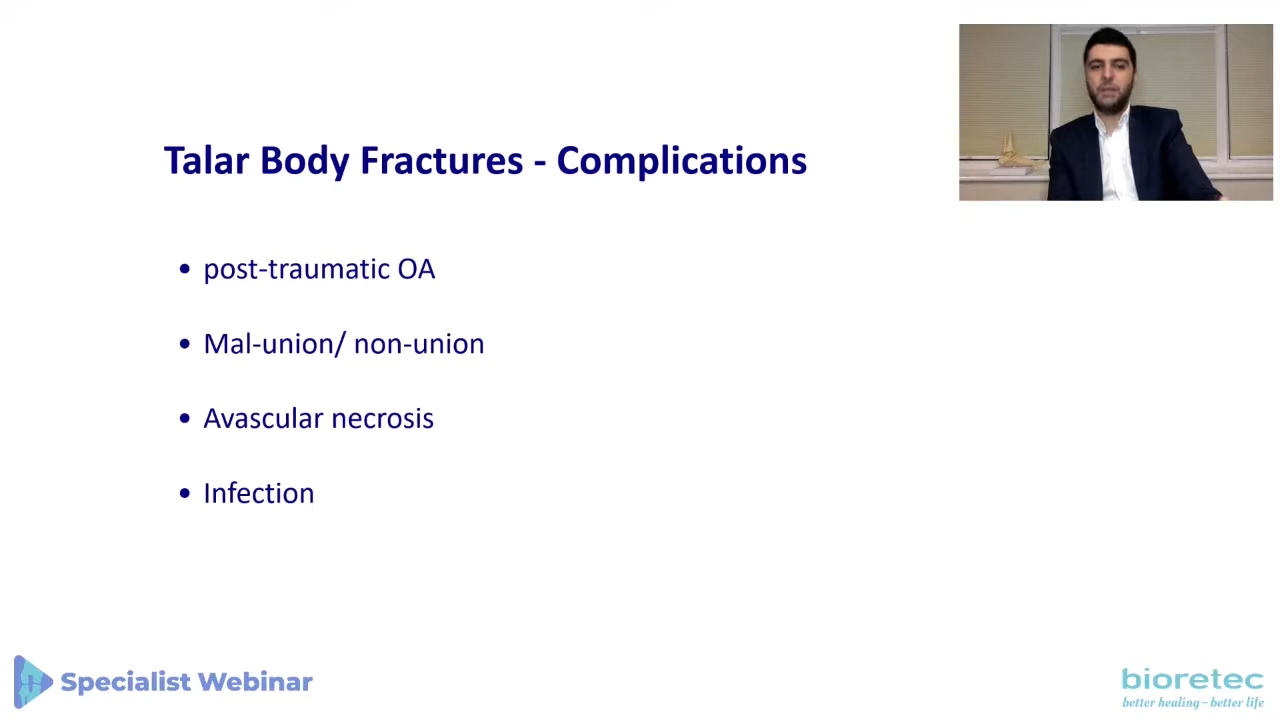 Talar Body Fractures - Complications
• post-traumatic OA
• Mal-union/ non-union
• Avascular necrosis
• Infection
Specialist Webinar
bioretec
better healing – better life